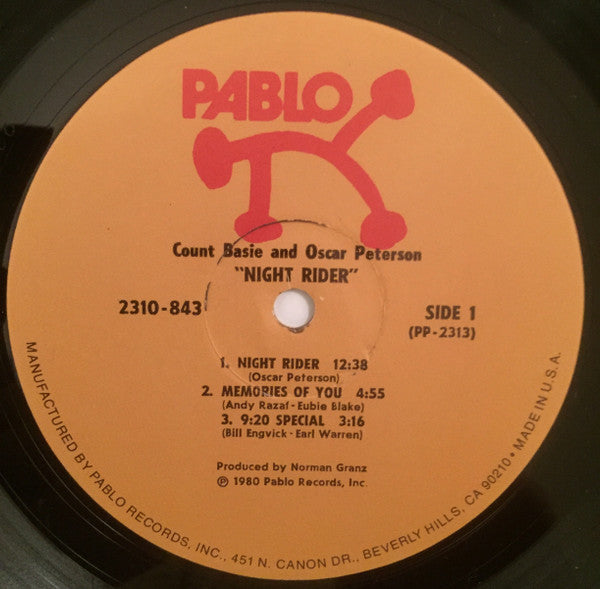 PABLO
Count Basie and Oscar Peterson
"NIGHT RIDER"
2310-843
SIDE 1
(PP-2313)
1. NIGHT RIDER 12:38
(Oscar Peterson)
2. MEMORIES OF YOU 4:55
(Andy Razaf-Eubie Blake)
3. 9:20 SPECIAL 3:16
(Bill Engvick-Earl Warren)
Produced by Norman Granz
℗ 1980 Pablo Records, Inc.
MANUFACTURED BY PABLO RECORDS, INC., 451 N. CANON DR., BEVERLY HILLS, CA 90210 • MADE IN U.S.A.